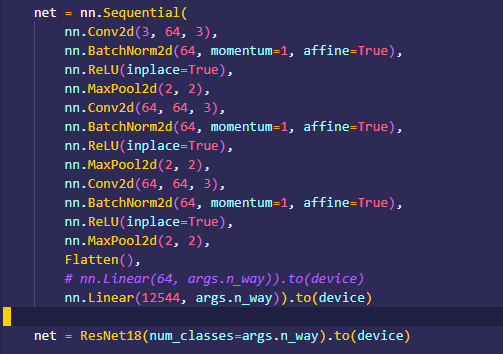 net = nn.Sequential(
nn.Conv2d(3, 64, 3),
nn.BatchNorm2d(64, momentum=1, affine=True),
nn.ReLU(inplace=True),
nn.MaxPool2d(2, 2),
nn.Conv2d(64, 64, 3),
nn.BatchNorm2d(64, momentum=1, affine=True),
nn.ReLU(inplace=True),
nn.MaxPool2d(2, 2),
nn.Conv2d(64, 64, 3),
nn.BatchNorm2d(64, momentum=1, affine=True),
nn.ReLU(inplace=True),
nn.MaxPool2d(2, 2),
Flatten(),
# nn.Linear(64, args.n_way)).to(device)
nn.Linear(12544, args.n_way)).to(device)
net = ResNet18(num_classes=args.n_way).to(device)